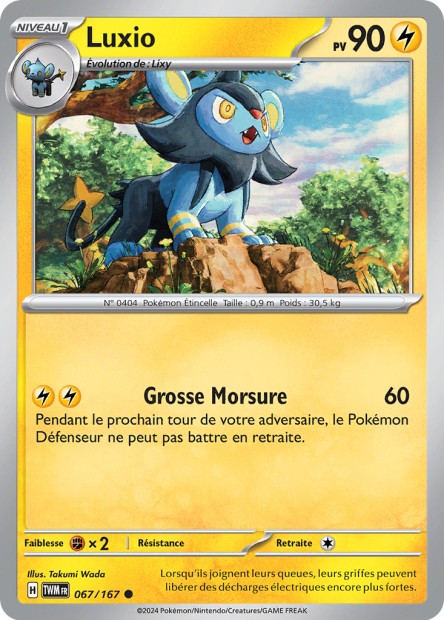 NIVEAU 1
Luxio
PV 90
Évolution de : Lixy
N° 0404 Pokémon Étincelle Taille : 0,9 m Poids : 30,5 kg
Grosse Morsure 60
Pendant le prochain tour de votre adversaire, le Pokémon
Défenseur ne peut pas battre en retraite.
Faiblesse ×2 Résistance Retraite
Illus. Takumi Wada
H TWM FR 067/167
Lorsqu'ils joignent leurs queues, leurs griffes peuvent
libérer des décharges électriques encore plus fortes.
©2024 Pokémon/Nintendo/Creatures/GAME FREAK